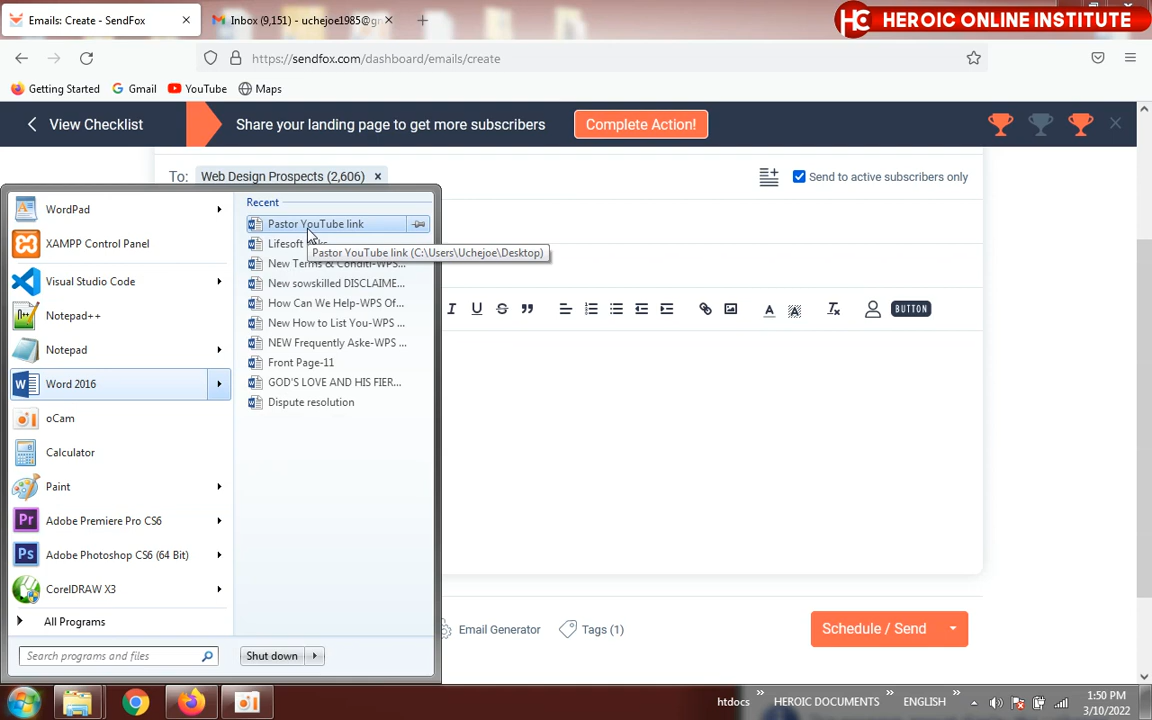 Emails: Create - SendFox
Inbox (9,151) - uchejoe1985@gm
HEROIC ONLINE INSTITUTE
HC
https://sendfox.com/dashboard/emails/create
Getting Started
Gmail
YouTube
Maps
View Checklist
Share your landing page to get more subscribers
Complete Action!
To:
Web Design Prospects (2,606) ×
Send to active subscribers only
WordPad
XAMPP Control Panel
Visual Studio Code
Notepad++
Notepad
Word 2016
oCam
Calculator
Paint
Adobe Premiere Pro CS6
Adobe Photoshop CS6 (64 Bit)
CorelDRAW X3
All Programs
Search programs and files
Shut down
Recent
Pastor YouTube link
Lifesoft
Pastor YouTube link (C:\Users\Uchejoe\Desktop)
New Terms & Conditi-WPS...
New sowskilled DISCLAIME...
How Can We Help-WPS Of...
New How to List You-WPS ...
NEW Frequently Aske-WPS ...
Front Page-11
GOD'S LOVE AND HIS FIER...
Dispute resolution
BUTTON
Email Generator
Tags (1)
Schedule / Send
htdocs
HEROIC DOCUMENTS
ENGLISH
1:50 PM
3/10/2022